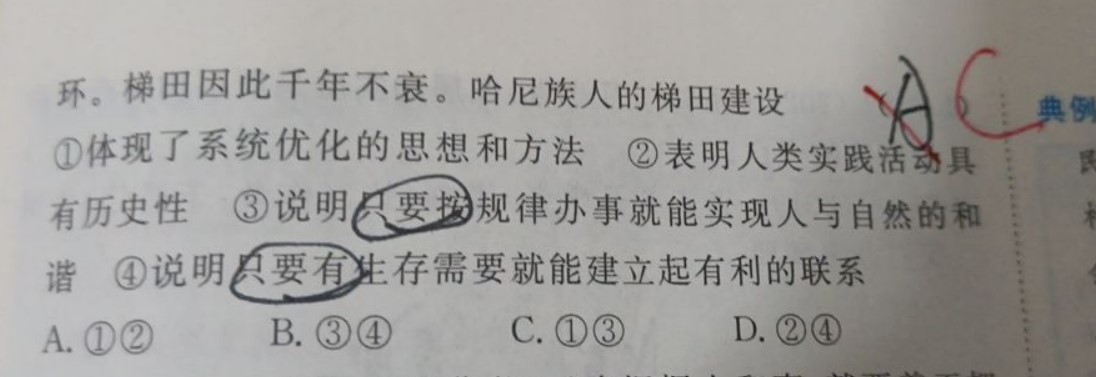 环。梯田因此千年不衰。哈尼族人的梯田建设 (A) C
①体现了系统优化的思想和方法 ②表明人类实践活动具
有历史性 ③说明只要按规律办事就能实现人与自然的和
谐 ④说明只要有生存需要就能建立起有利的联系
A. ①② B. ③④ C. ①③ D. ②④
典例